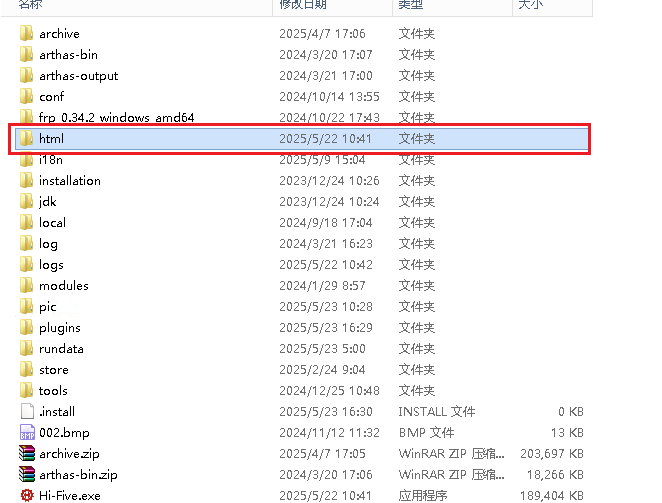 名称 修改日期 类型 大小
archive 2025/4/7 17:06 文件夹
arthas-bin 2024/3/20 17:07 文件夹
arthas-output 2024/3/21 17:00 文件夹
conf 2024/10/14 13:55 文件夹
frp_0.34.2_windows_amd64 2024/10/22 17:43 文件夹
html 2025/5/22 10:41 文件夹
i18n 2025/5/9 15:04 文件夹
installation 2023/12/24 10:26 文件夹
jdk 2023/12/24 10:24 文件夹
local 2024/9/18 17:04 文件夹
log 2024/3/21 16:23 文件夹
logs 2025/5/22 10:42 文件夹
modules 2024/1/29 8:57 文件夹
pic 2025/5/23 10:28 文件夹
plugins 2025/5/23 16:29 文件夹
rundata 2025/5/23 5:00 文件夹
store 2025/2/24 9:04 文件夹
tools 2024/12/25 10:48 文件夹
.install 2025/5/23 16:30 INSTALL 文件 0 KB
002.bmp 2024/11/12 11:32 BMP 文件 13 KB
archive.zip 2025/4/7 17:05 WinRAR ZIP 压缩... 203,697 KB
arthas-bin.zip 2024/3/20 17:06 WinRAR ZIP 压缩... 18,266 KB
Hi-Five.exe 2025/5/22 10:41 应用程序 189,404 KB